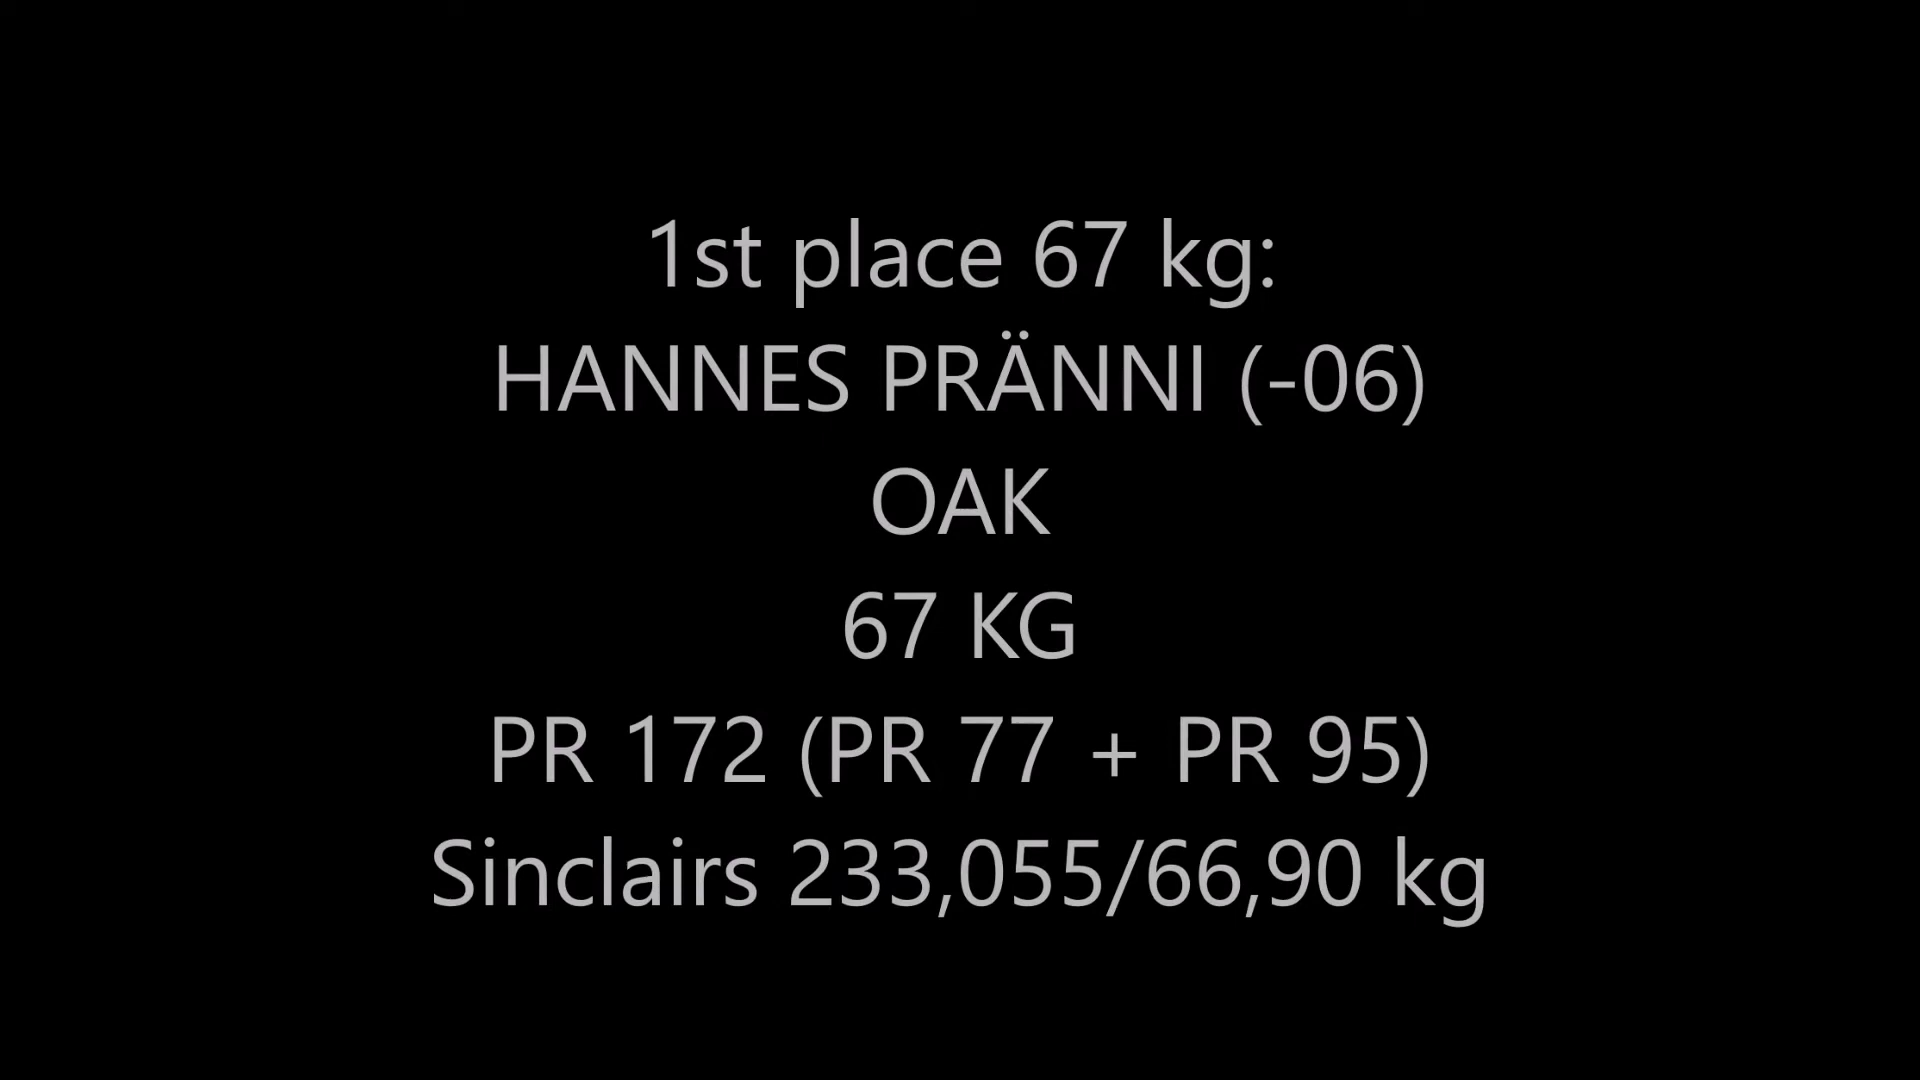 1st place 67 kg:
HANNES PRÄNNI (-06)
OAK
67 KG
PR 172 (PR 77 + PR 95)
Sinclairs 233,055/66,90 kg